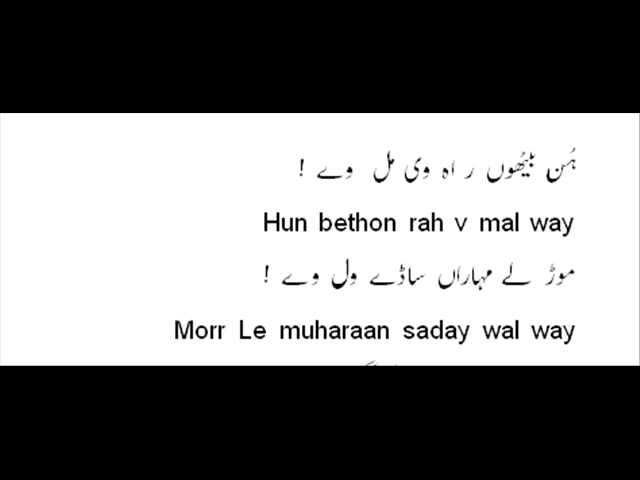 ہُن بیٹھوں ر اہ وی مل وے !
Hun bethon rah v mal way
موڑ لے مہاراں ساڈے ول وے !
Morr Le muharaan saday wal way